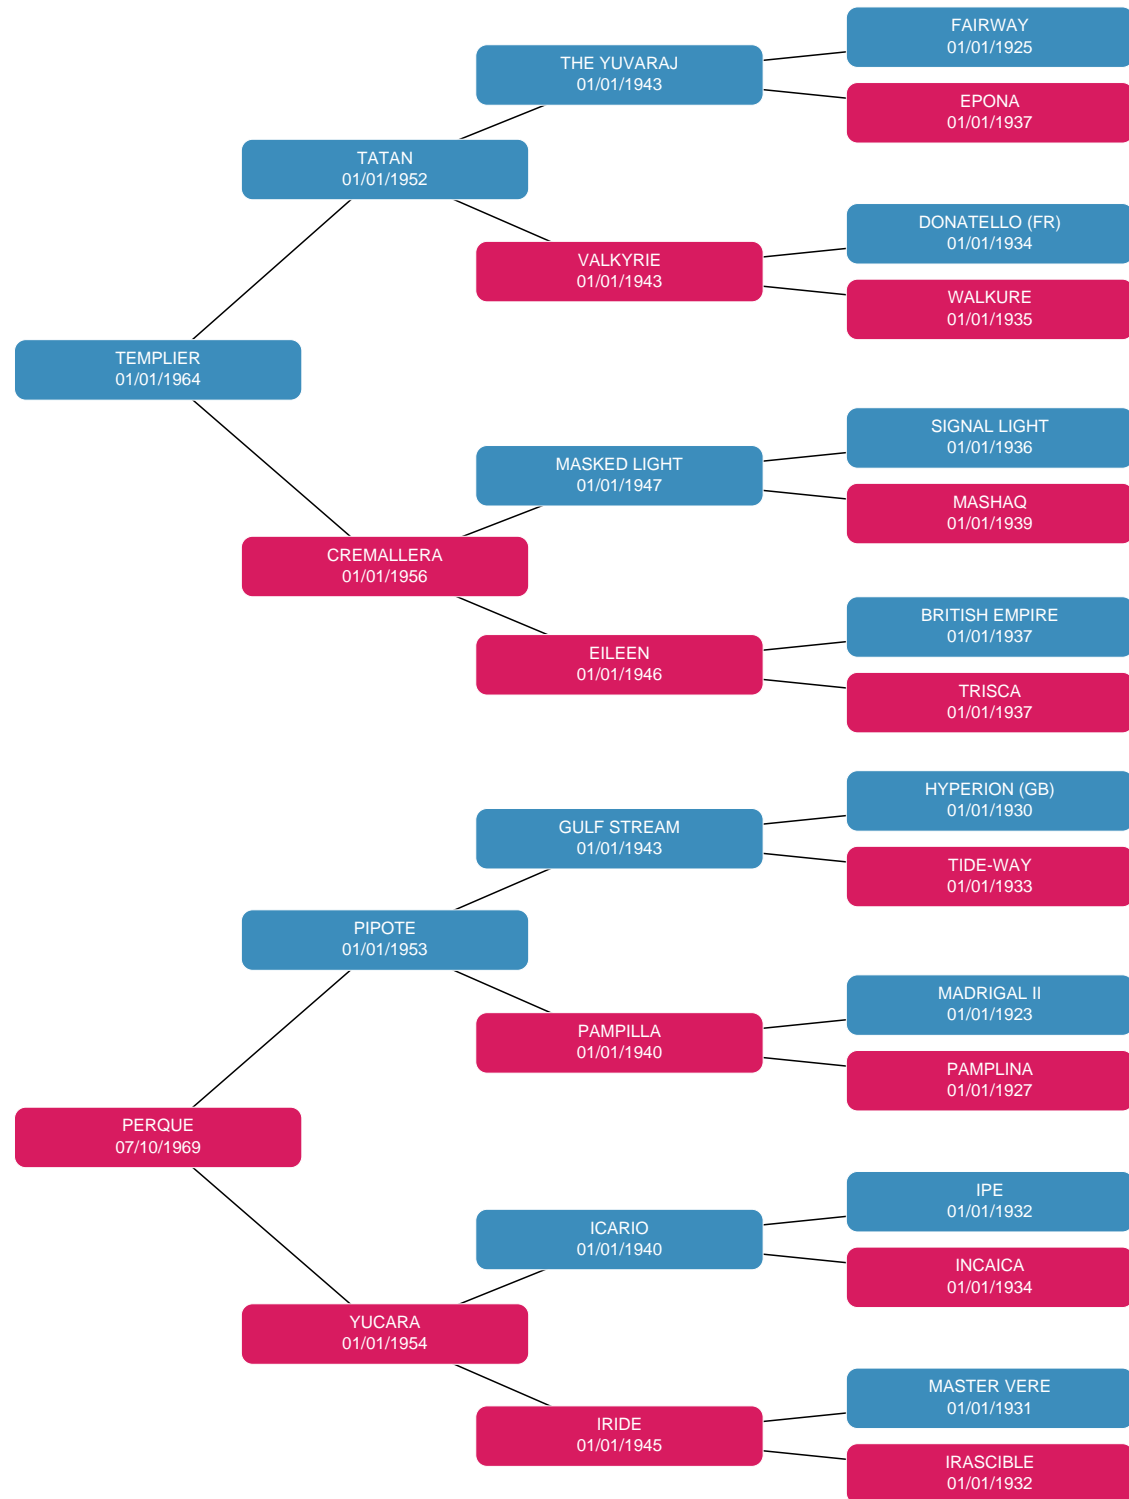 FAIRWAY
01/01/1925
THE YUVARAJ
01/01/1943
EPONA
01/01/1937
TATAN
01/01/1952
DONATELLO (FR)
01/01/1934
VALKYRIE
01/01/1943
WALKURE
01/01/1935
TEMPLIER
01/01/1964
SIGNAL LIGHT
01/01/1936
MASKED LIGHT
01/01/1947
MASHAQ
01/01/1939
CREMALLERA
01/01/1956
BRITISH EMPIRE
01/01/1937
EILEEN
01/01/1946
TRISCA
01/01/1937
HYPERION (GB)
01/01/1930
GULF STREAM
01/01/1943
TIDE-WAY
01/01/1933
PIPOTE
01/01/1953
MADRIGAL II
01/01/1923
PAMPILLA
01/01/1940
PAMPLINA
01/01/1927
PERQUE
07/10/1969
IPE
01/01/1932
ICARIO
01/01/1940
INCAICA
01/01/1934
YUCARA
01/01/1954
MASTER VERE
01/01/1931
IRIDE
01/01/1945
IRASCIBLE
01/01/1932